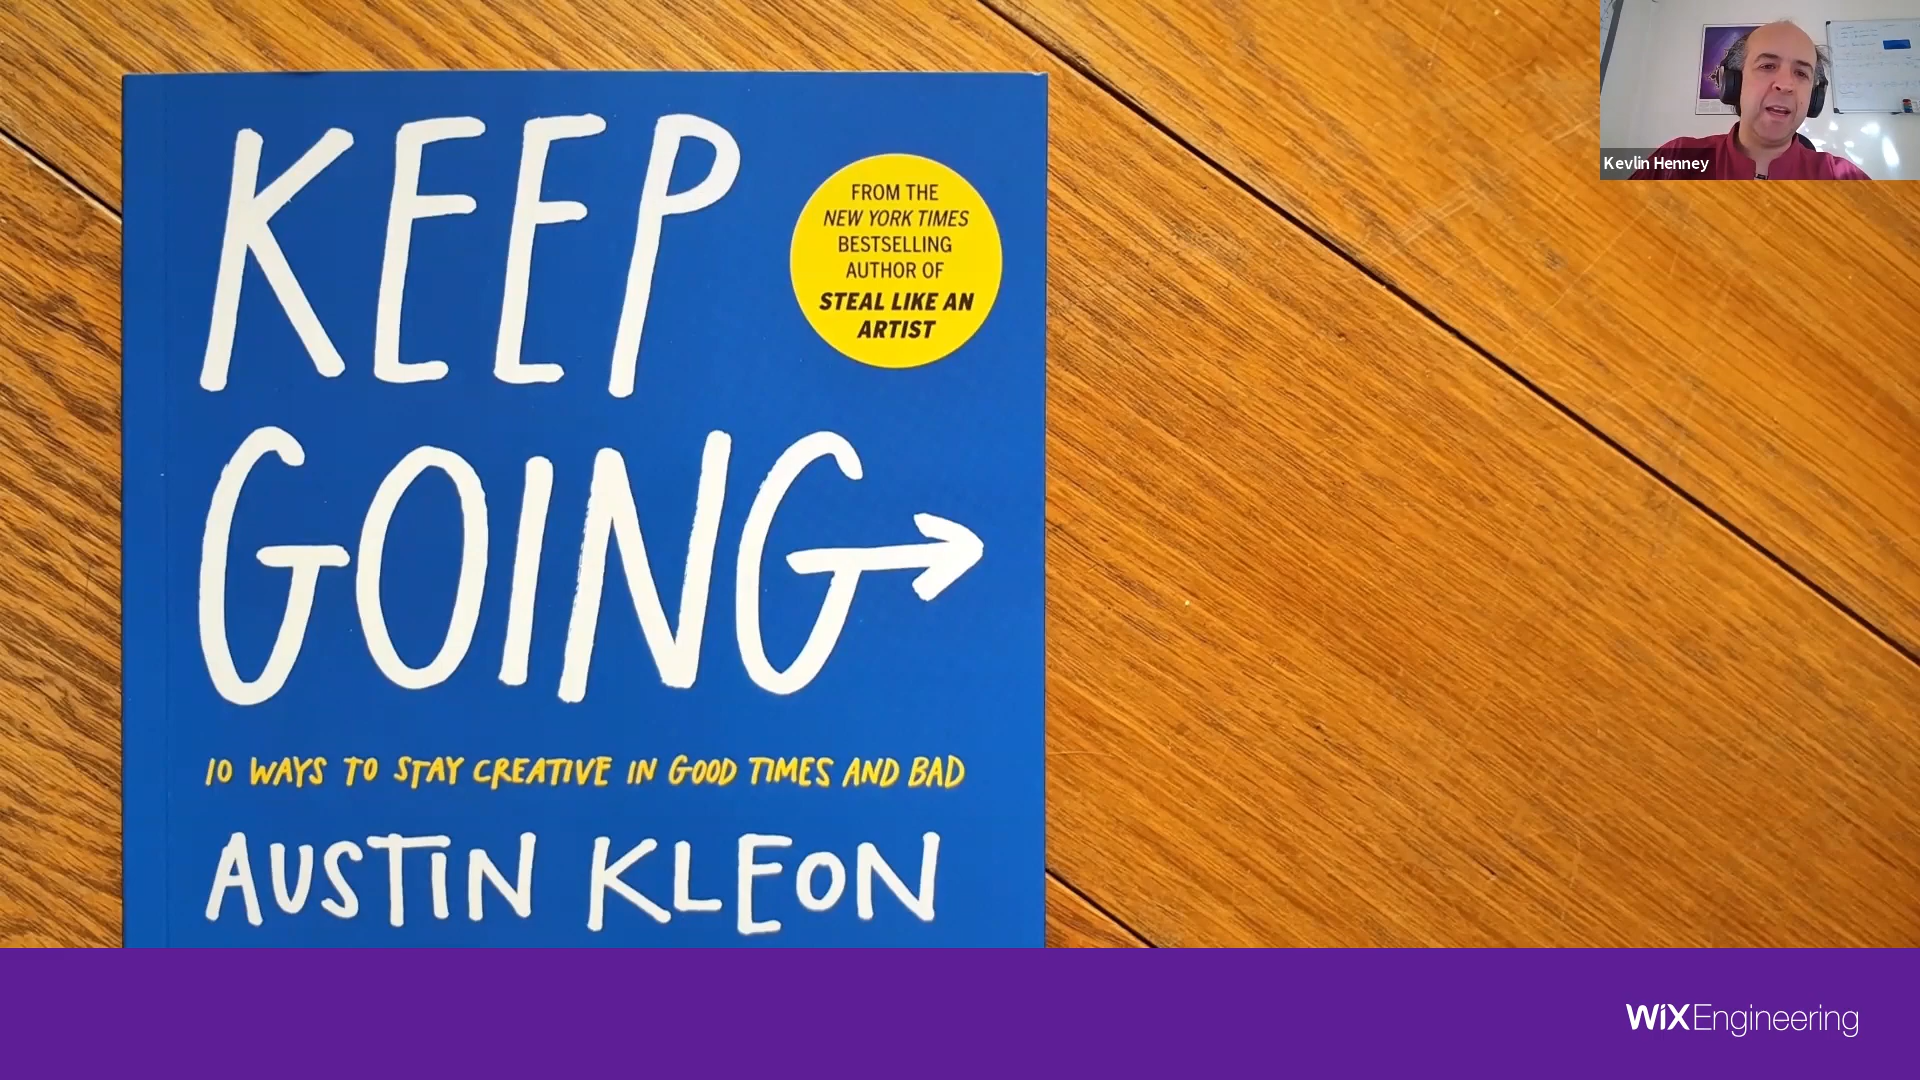 KEEP
GOING
FROM THE
NEW YORK TIMES
BESTSELLING
AUTHOR OF
STEAL LIKE AN
ARTIST
10 WAYS TO STAY CREATIVE IN GOOD TIMES AND BAD
AUSTIN KLEON
Kevlin Henney
WiX Engineering